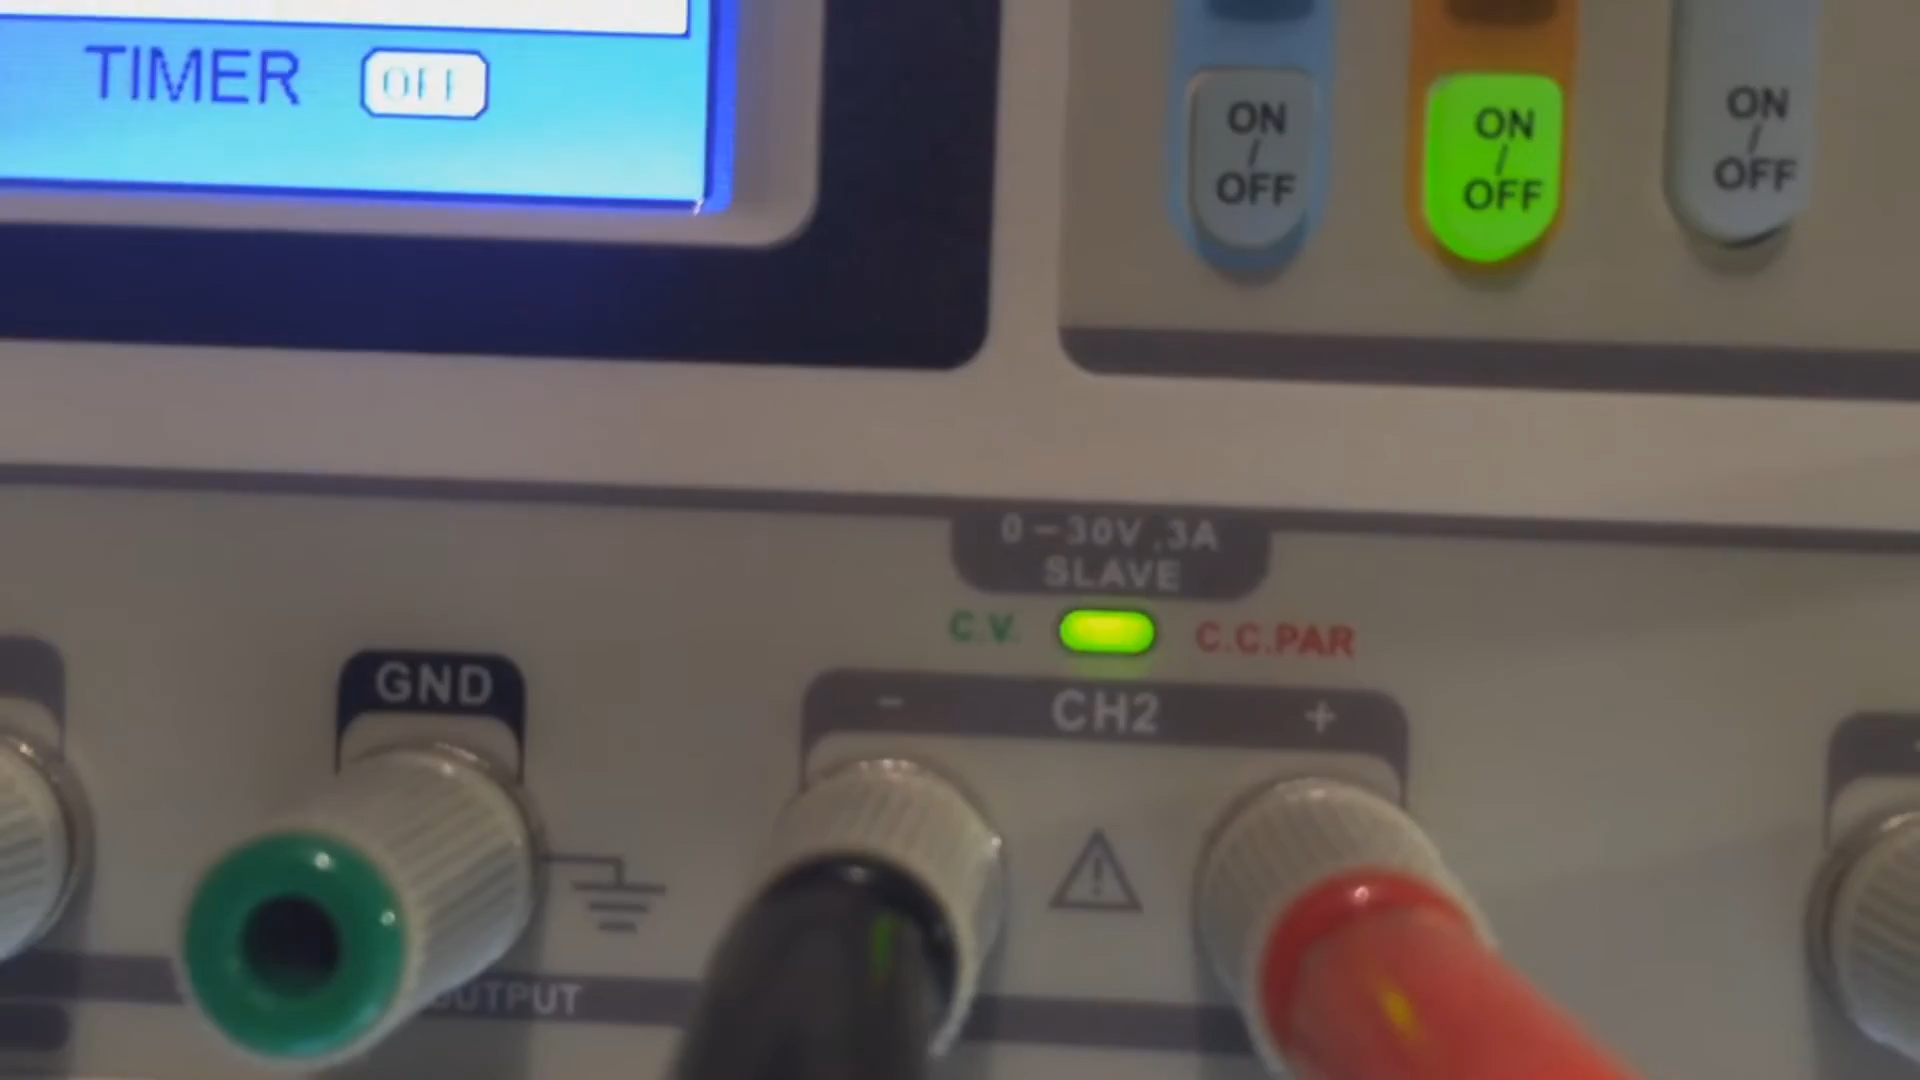 TIMER OFF
ON
/
OFF
ON
/
OFF
ON
/
OFF
0-30V,3A
SLAVE
C.V. C.C.PAR
GND
- CH2 +
OUTPUT